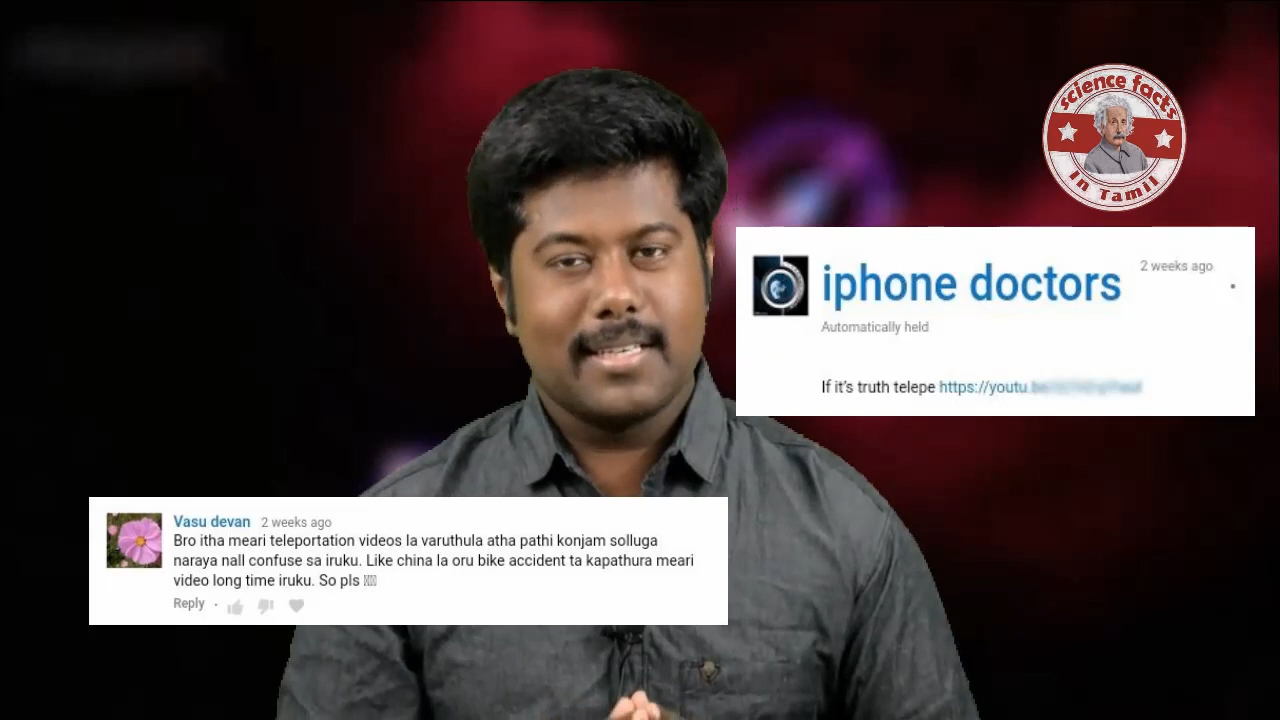 science facts
in Tamil
iphone doctors
2 weeks ago
Automatically held
If it's truth telepe https://youtu.
Vasu devan 2 weeks ago
Bro itha meari teleportation videos la varuthula atha pathi konjam solluga
naraya nall confuse sa iruku. Like china la oru bike accident ta kapathura meari
video long time iruku. So pls
Reply